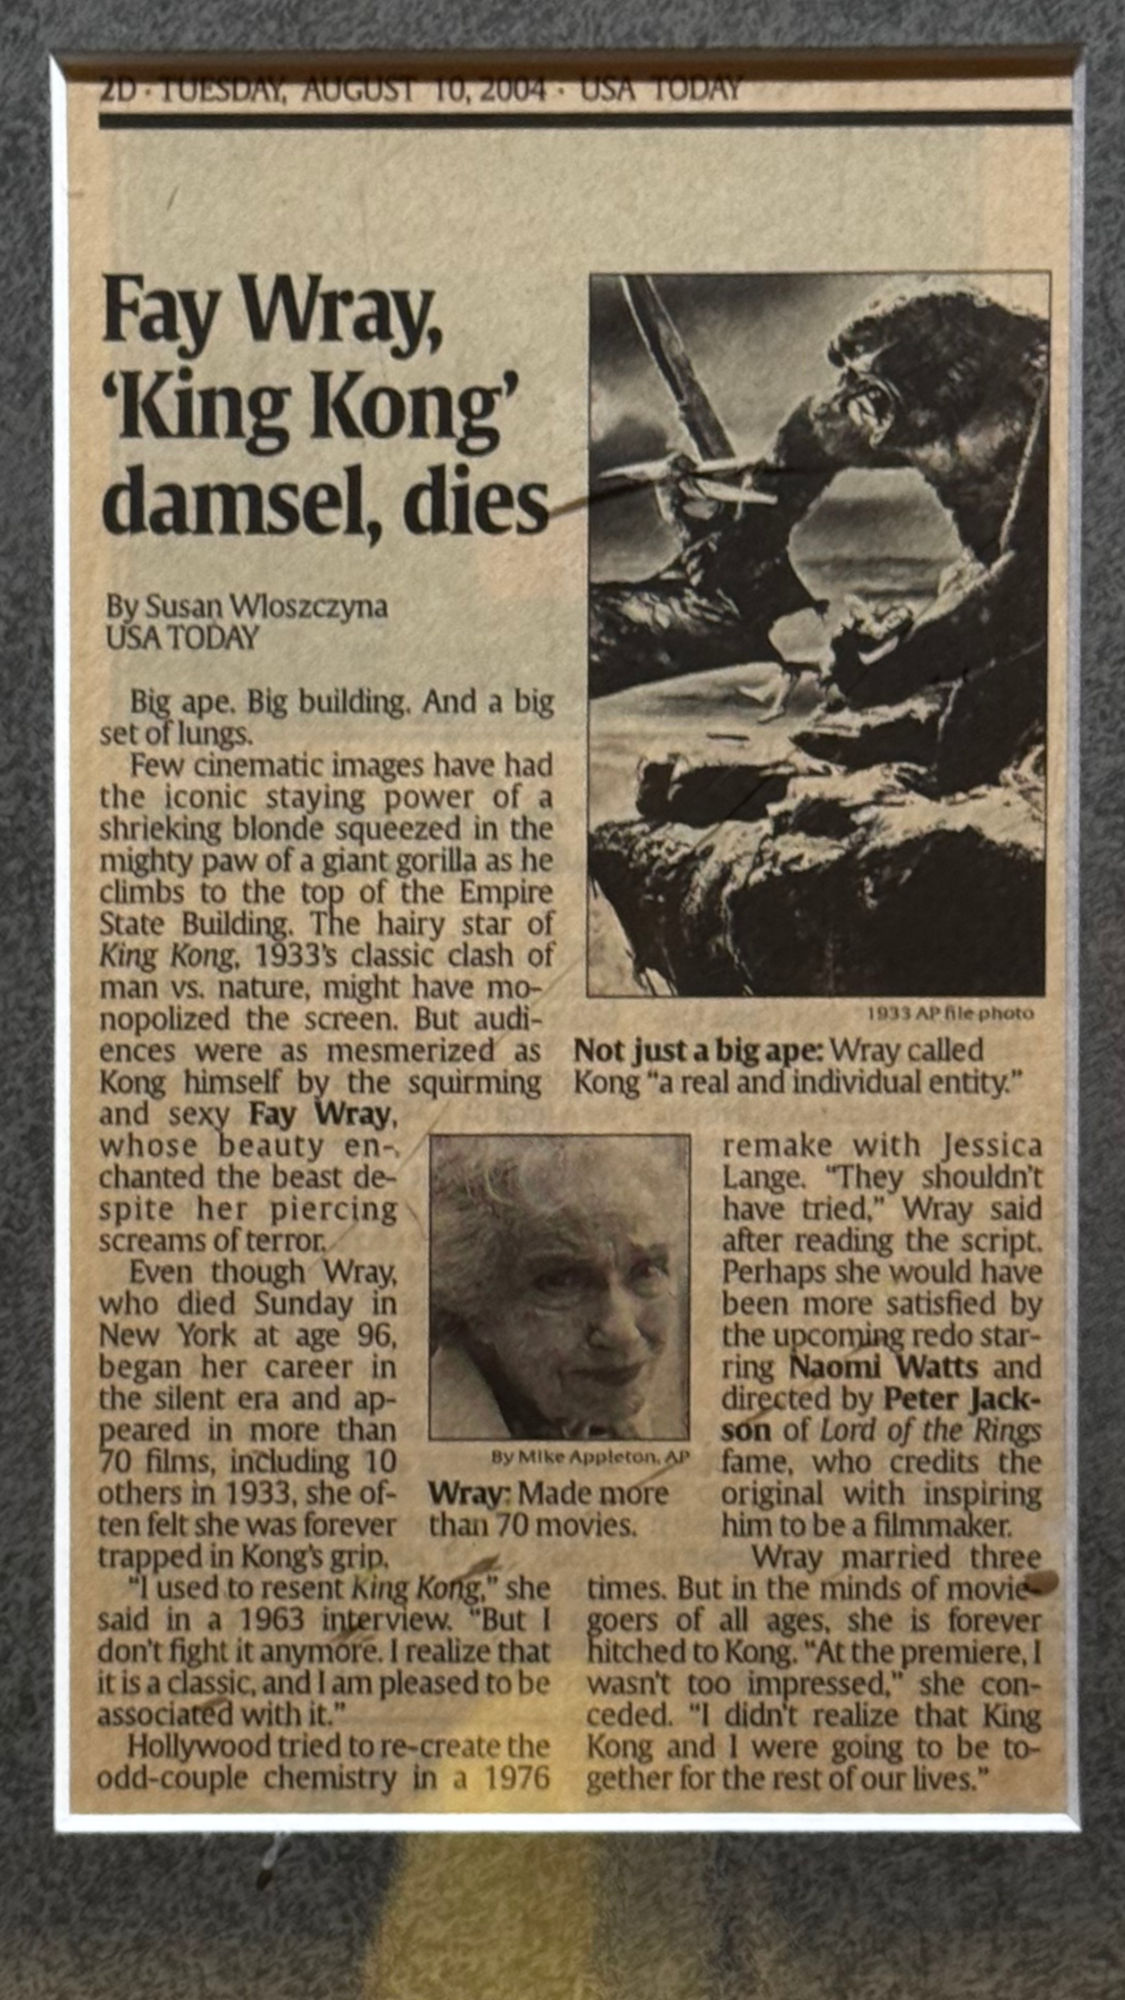 2D · TUESDAY, AUGUST 10, 2004 · USA TODAY
Fay Wray,
‘King Kong’
damsel, dies
By Susan Wloszczyna
USA TODAY
Big ape. Big building. And a big
set of lungs.
Few cinematic images have had
the iconic staying power of a
shrieking blonde squeezed in the
mighty paw of a giant gorilla as he
climbs to the top of the Empire
State Building. The hairy star of
King Kong, 1933’s classic clash of
man vs. nature, might have mo-
nopolized the screen. But audi-
ences were as mesmerized as
Kong himself by the squirming
and sexy Fay Wray,
whose beauty en-
chanted the beast de-
spite her piercing
screams of terror.
Even though Wray,
who died Sunday in
New York at age 96,
began her career in
the silent era and ap-
peared in more than
70 films, including 10
others in 1933, she of-
ten felt she was forever
trapped in Kong’s grip.
“I used to resent King Kong,” she
said in a 1963 interview. “But I
don’t fight it anymore. I realize that
it is a classic, and I am pleased to be
associated with it.”
Hollywood tried to re-create the
odd-couple chemistry in a 1976
1933 AP file photo
Not just a big ape: Wray called
Kong “a real and individual entity.”
By Mike Appleton, AP
Wray: Made more
than 70 movies.
remake with Jessica
Lange. “They shouldn’t
have tried,” Wray said
after reading the script.
Perhaps she would have
been more satisfied by
the upcoming redo star-
ring Naomi Watts and
directed by Peter Jack-
son of Lord of the Rings
fame, who credits the
original with inspiring
him to be a filmmaker.
Wray married three
times. But in the minds of movie-
goers of all ages, she is forever
hitched to Kong. “At the premiere, I
wasn’t too impressed,” she con-
ceded. “I didn’t realize that King
Kong and I were going to be to-
gether for the rest of our lives.”